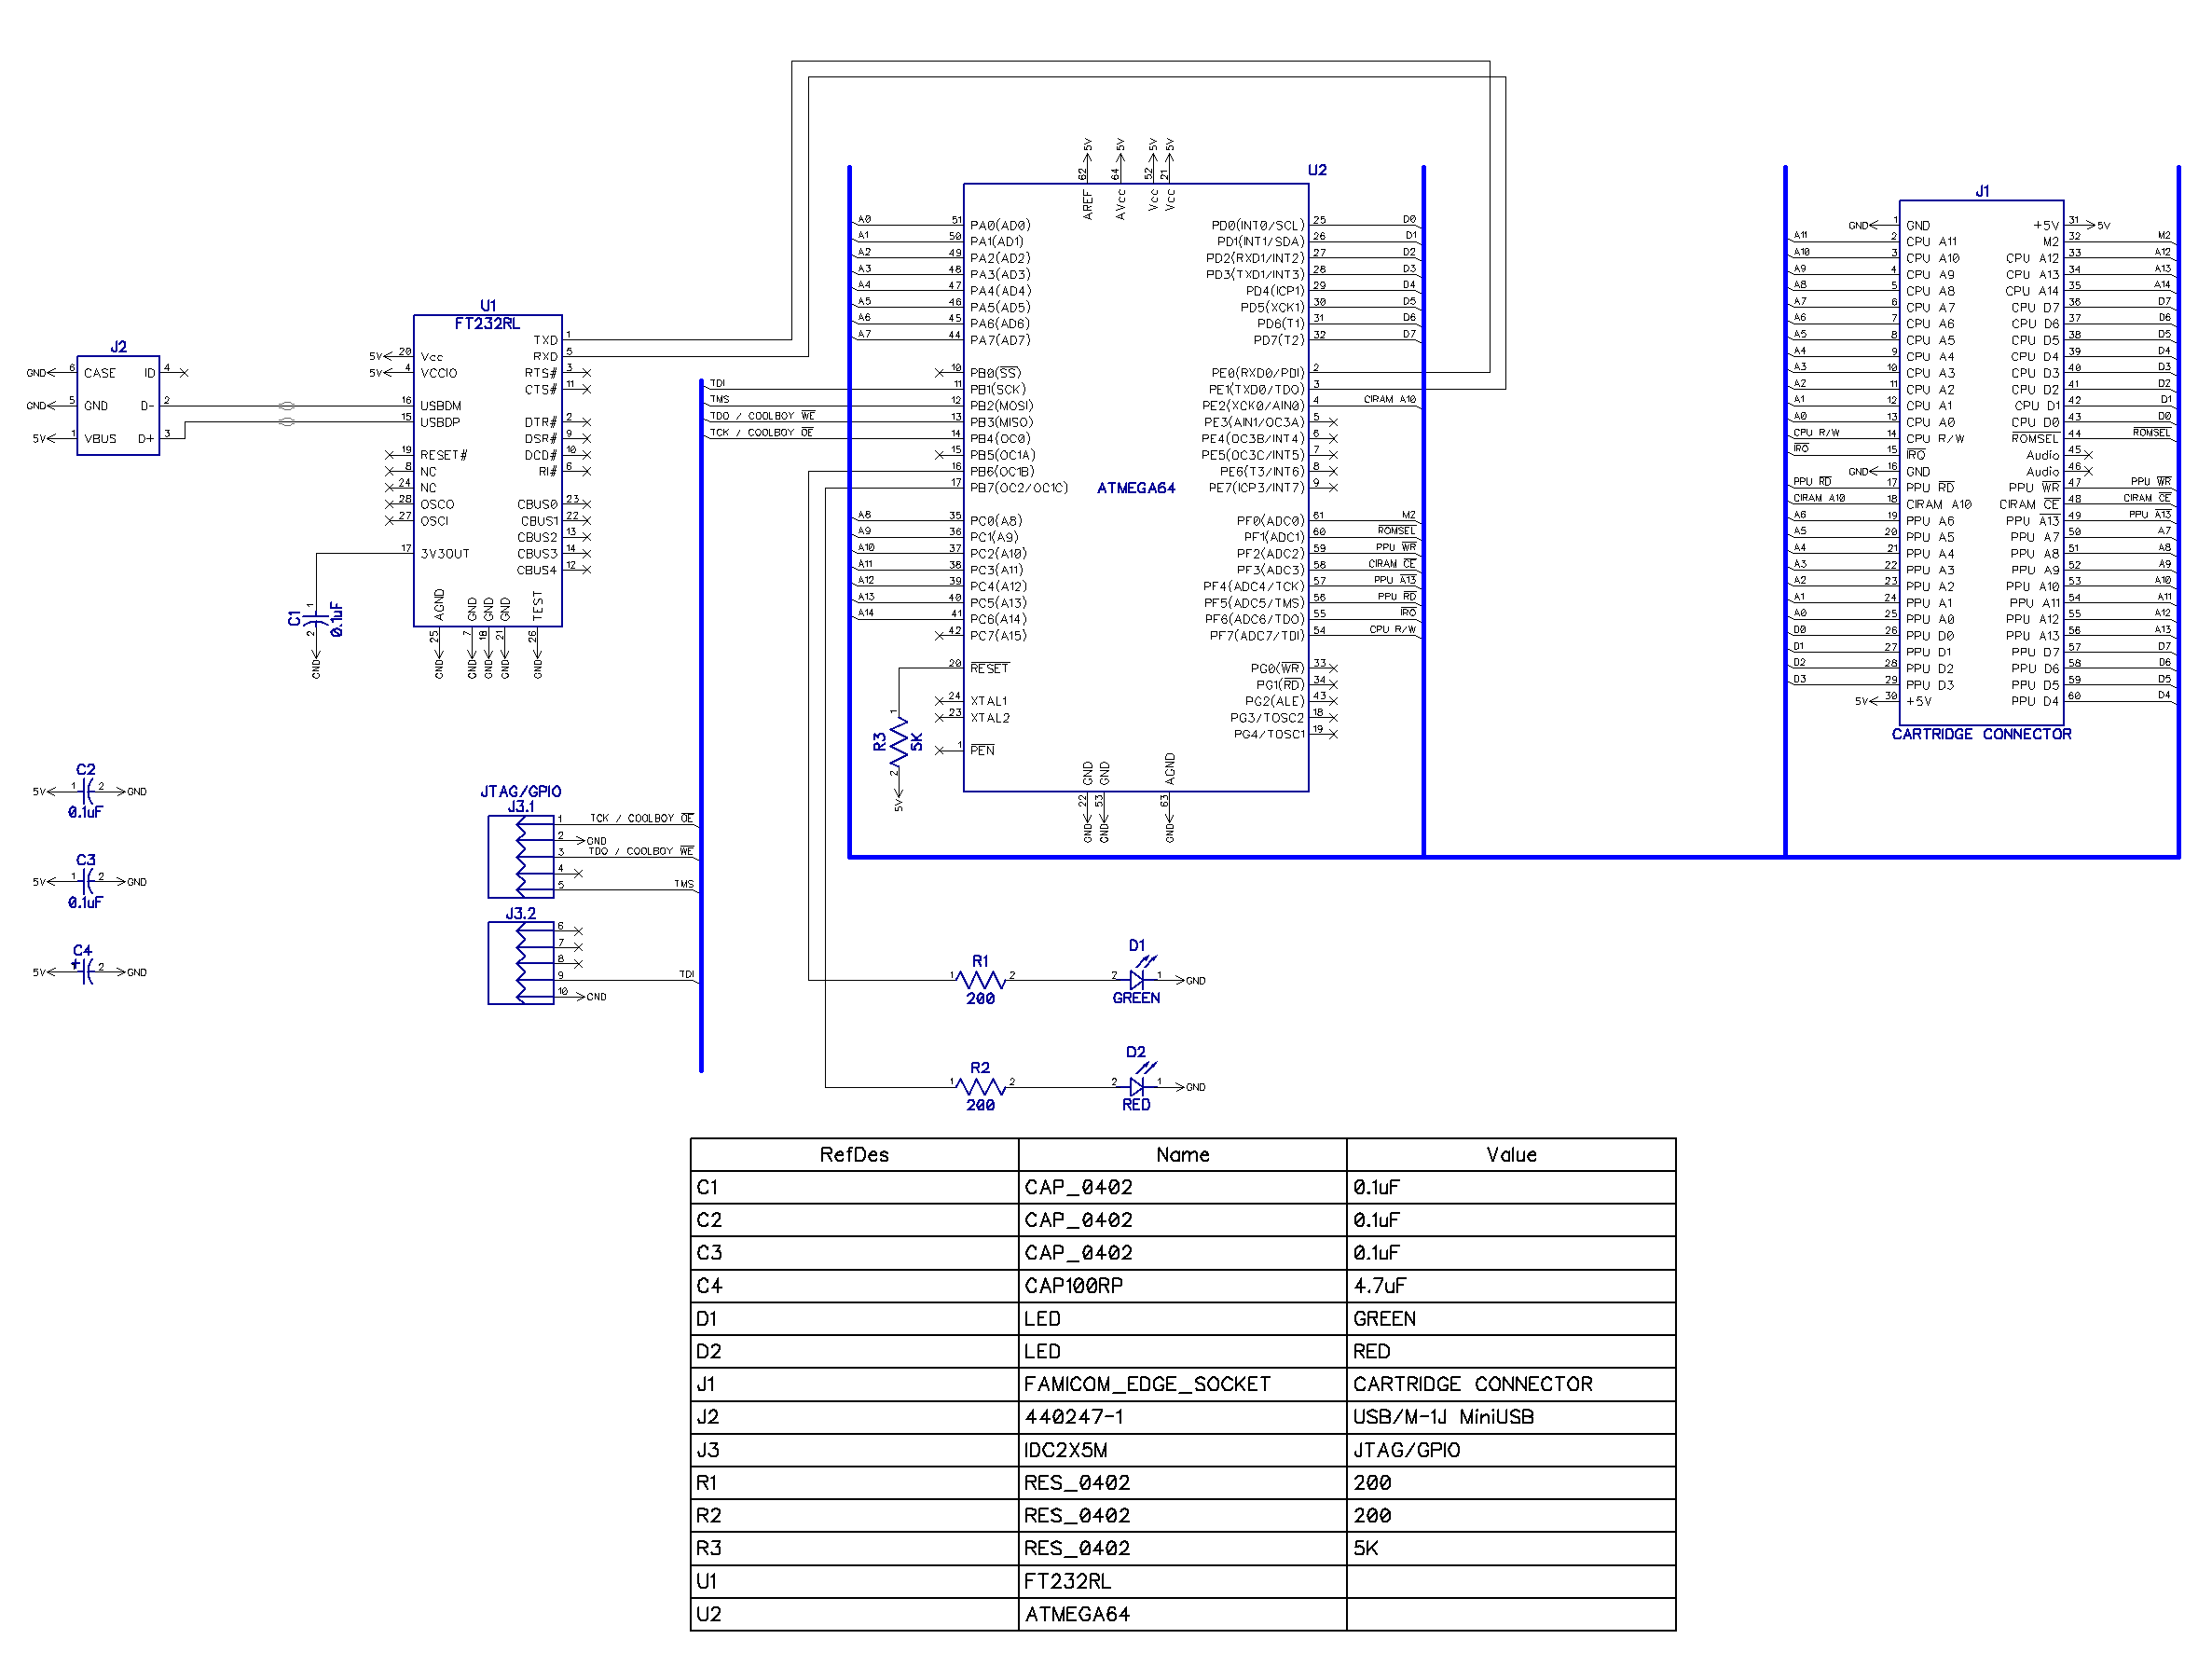 U2
J1
5V 5V 5V 5V
62 64 52 21
AREF AVcc Vcc Vcc
A0 51 PA0(AD0)
A1 50 PA1(AD1)
A2 49 PA2(AD2)
A3 48 PA3(AD3)
A4 47 PA4(AD4)
A5 46 PA5(AD5)
A6 45 PA6(AD6)
A7 44 PA7(AD7)
10 PB0(SS)
TDI 11 PB1(SCK)
TMS 12 PB2(MOSI)
TDO / COOLBOY WE 13 PB3(MISO)
TCK / COOLBOY OE 14 PB4(OC0)
15 PB5(OC1A)
16 PB6(OC1B)
17 PB7(OC2/OC1C)
ATMEGA64
A8 35 PC0(A8)
A9 36 PC1(A9)
A10 37 PC2(A10)
A11 38 PC3(A11)
A12 39 PC4(A12)
A13 40 PC5(A13)
A14 41 PC6(A14)
42 PC7(A15)
20 RESET
24 XTAL1
23 XTAL2
1 PEN
PD0(INT0/SCL) 25 D0
PD1(INT1/SDA) 26 D1
PD2(RXD1/INT2) 27 D2
PD3(TXD1/INT3) 28 D3
PD4(ICP1) 29 D4
PD5(XCK1) 30 D5
PD6(T1) 31 D6
PD7(T2) 32 D7
PE0(RXD0/PDI) 2
PE1(TXD0/TDO) 3
PE2(XCK0/AIN0) 4 CIRAM A10
PE3(AIN1/OC3A) 5
PE4(OC3B/INT4) 6
PE5(OC3C/INT5) 7
PE6(T3/INT6) 8
PE7(ICP3/INT7) 9
PF0(ADC0) 61 M2
PF1(ADC1) 60 ROMSEL
PF2(ADC2) 59 PPU WR
PF3(ADC3) 58 CIRAM CE
PF4(ADC4/TCK) 57 PPU A13
PF5(ADC5/TMS) 56 PPU RD
PF6(ADC6/TDO) 55 IRQ
PF7(ADC7/TDI) 54 CPU R/W
PG0(WR) 33
PG1(RD) 34
PG2(ALE) 43
PG3/TOSC2 18
PG4/TOSC1 19
GND GND AGND
22 53 63
GND GND GND
1 R3 5K 2 5V
GND 1 GND
A11 2 CPU A11
A10 3 CPU A10
A9 4 CPU A9
A8 5 CPU A8
A7 6 CPU A7
A6 7 CPU A6
A5 8 CPU A5
A4 9 CPU A4
A3 10 CPU A3
A2 11 CPU A2
A1 12 CPU A1
A0 13 CPU A0
CPU R/W 14 CPU R/W
IRQ 15 IRQ
GND 16 GND
PPU RD 17 PPU RD
CIRAM A10 18 CIRAM A10
A6 19 PPU A6
A5 20 PPU A5
A4 21 PPU A4
A3 22 PPU A3
A2 23 PPU A2
A1 24 PPU A1
A0 25 PPU A0
D0 26 PPU D0
D1 27 PPU D1
D2 28 PPU D2
D3 29 PPU D3
5V 30 +5V
+5V 31 5V
M2 32 M2
CPU A12 33 A12
CPU A13 34 A13
CPU A14 35 A14
CPU D7 36 D7
CPU D6 37 D6
CPU D5 38 D5
CPU D4 39 D4
CPU D3 40 D3
CPU D2 41 D2
CPU D1 42 D1
CPU D0 43 D0
ROMSEL 44 ROMSEL
Audio 45
Audio 46
PPU WR 47 PPU WR
CIRAM CE 48 CIRAM CE
PPU A13 49 PPU A13
PPU A7 50 A7
PPU A8 51 A8
PPU A9 52 A9
PPU A10 53 A10
PPU A11 54 A11
PPU A12 55 A12
PPU A13 56 A13
PPU D7 57 D7
PPU D6 58 D6
PPU D5 59 D5
PPU D4 60 D4
CARTRIDGE CONNECTOR
U1
FT232RL
5V 20 Vcc
5V 4 VCCIO
16 USBDM
15 USBDP
19 RESET#
8 NC
24 NC
28 OSCO
27 OSCI
17 3V3OUT
TXD 1
RXD 5
RTS# 3
CTS# 11
DTR# 2
DSR# 9
DCD# 10
RI# 6
CBUS0 23
CBUS1 22
CBUS2 13
CBUS3 14
CBUS4 12
AGND GND GND GND TEST
25 7 18 21 26
GND GND GND GND GND
J2
GND 6 CASE ID 4
GND 5 GND D- 2
5V 1 VBUS D+ 3
1 C1 0.1uF 2 GND
C2
5V 1 2 GND
0.1uF
C3
5V 1 2 GND
0.1uF
C4
5V + 2 GND
JTAG/GPIO
J3.1
1 TCK / COOLBOY OE
2 GND
3 TDO / COOLBOY WE
4
5 TMS
J3.2
6
7
8
9 TDI
10 GND
R1 D1
1 2 2 1 GND
200 GREEN
R2 D2
1 2 2 1 GND
200 RED
RefDes Name Value
C1 CAP_0402 0.1uF
C2 CAP_0402 0.1uF
C3 CAP_0402 0.1uF
C4 CAP100RP 4.7uF
D1 LED GREEN
D2 LED RED
J1 FAMICOM_EDGE_SOCKET CARTRIDGE CONNECTOR
J2 440247-1 USB/M-1J MiniUSB
J3 IDC2X5M JTAG/GPIO
R1 RES_0402 200
R2 RES_0402 200
R3 RES_0402 5K
U1 FT232RL
U2 ATMEGA64